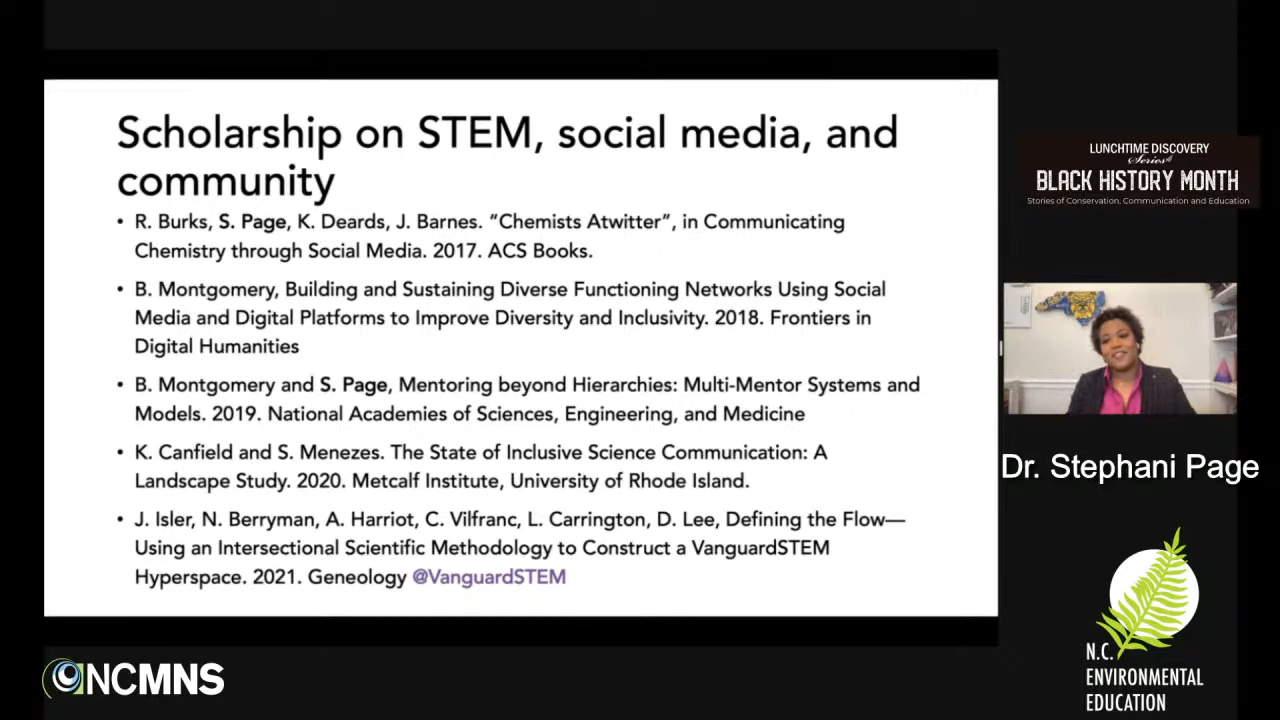 Scholarship on STEM, social media, and
community
• R. Burks, S. Page, K. Deards, J. Barnes. “Chemists Atwitter”, in Communicating
Chemistry through Social Media. 2017. ACS Books.
• B. Montgomery, Building and Sustaining Diverse Functioning Networks Using Social
Media and Digital Platforms to Improve Diversity and Inclusivity. 2018. Frontiers in
Digital Humanities
• B. Montgomery and S. Page, Mentoring beyond Hierarchies: Multi-Mentor Systems and
Models. 2019. National Academies of Sciences, Engineering, and Medicine
• K. Canfield and S. Menezes. The State of Inclusive Science Communication: A
Landscape Study. 2020. Metcalf Institute, University of Rhode Island.
• J. Isler, N. Berryman, A. Harriot, C. Vilfranc, L. Carrington, D. Lee, Defining the Flow—
Using an Intersectional Scientific Methodology to Construct a VanguardSTEM
Hyperspace. 2021. Geneology @VanguardSTEM
LUNCHTIME DISCOVERY
Series
BLACK HISTORY MONTH
Stories of Conservation, Communication and Education
Dr. Stephani Page
NCMNS
N.C.
ENVIRONMENTAL
EDUCATION